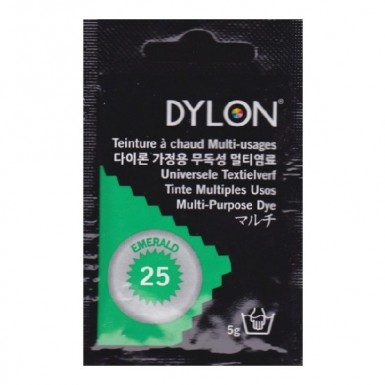 DYLON®
Teinture à chaud Multi-usages
다이론 가정용 무독성 멀티염료
Universele Textielverf
Tinte Multiples Usos
Multi-Purpose Dye
マルチ
EMERALD
25
5g